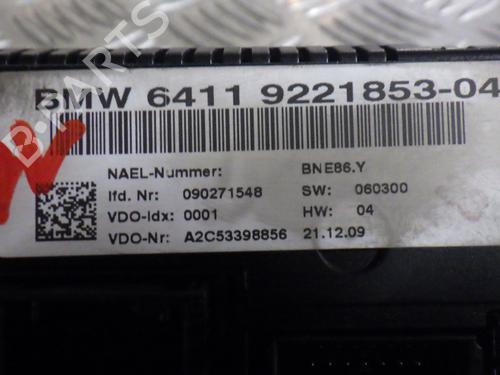 BMW 6411 9221853-04
NAEL-Nummer: BNE86.Y
lfd. Nr: 090271548 SW: 060300
VDO-Idx: 0001 HW: 04
VDO-Nr: A2C53398856 21.12.09
W